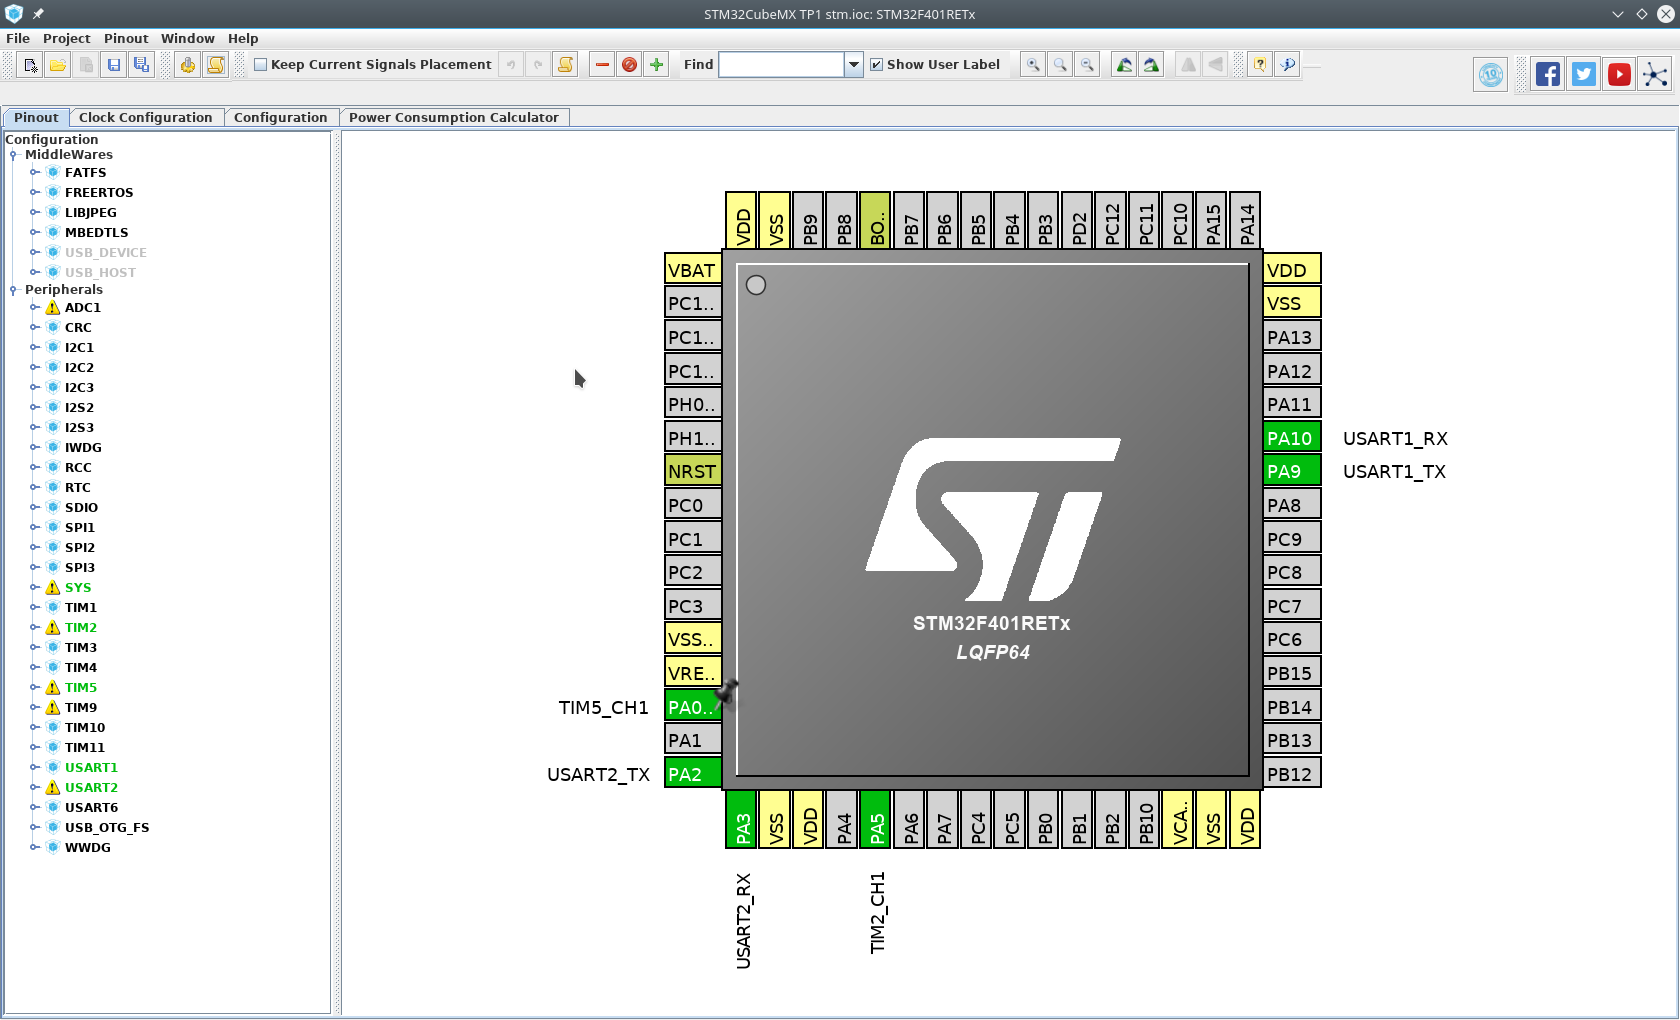 STM32CubeMX TP1 stm.ioc: STM32F401RETx
File Project Pinout Window Help
Keep Current Signals Placement Find Show User Label
Pinout Clock Configuration Configuration Power Consumption Calculator
Configuration
MiddleWares
FATFS
FREERTOS
LIBJPEG
MBEDTLS
USB_DEVICE
USB_HOST
Peripherals
ADC1
CRC
I2C1
I2C2
I2C3
I2S2
I2S3
IWDG
RCC
RTC
SDIO
SPI1
SPI2
SPI3
SYS
TIM1
TIM2
TIM3
TIM4
TIM5
TIM9
TIM10
TIM11
USART1
USART2
USART6
USB_OTG_FS
WWDG
VDD VSS PB9 PB8 BO.. PB7 PB6 PB5 PB4 PB3 PD2 PC12 PC11 PC10 PA15 PA14
VBAT
PC1..
PC1..
PC1..
PH0..
PH1..
NRST
PC0
PC1
PC2
PC3
VSS..
VRE..
TIM5_CH1 PA0..
PA1
USART2_TX PA2
ST
STM32F401RETx
LQFP64
VDD
VSS
PA13
PA12
PA11
PA10 USART1_RX
PA9 USART1_TX
PA8
PC9
PC8
PC7
PC6
PB15
PB14
PB13
PB12
PA3 VSS VDD PA4 PA5 PA6 PA7 PC4 PC5 PB0 PB1 PB2 PB10 VCA.. VSS VDD
USART2_RX TIM2_CH1